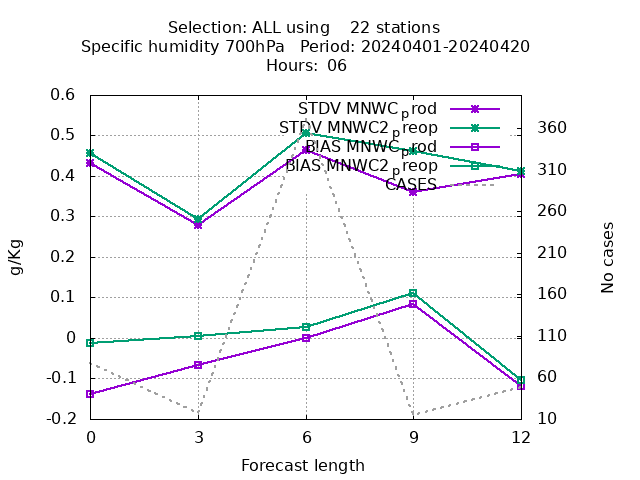 Selection: ALL using    22 stations
Specific humidity 700hPa   Period: 20240401-20240420
Hours: 06
STDV MNWC_prod
STDV MNWC2_preop
BIAS MNWC_prod
BIAS MNWC2_preop
CASES
0.6
0.5
0.4
0.3
0.2
0.1
0
-0.1
-0.2
g/Kg
360
310
260
210
160
110
60
10
No cases
0 3 6 9 12
Forecast length